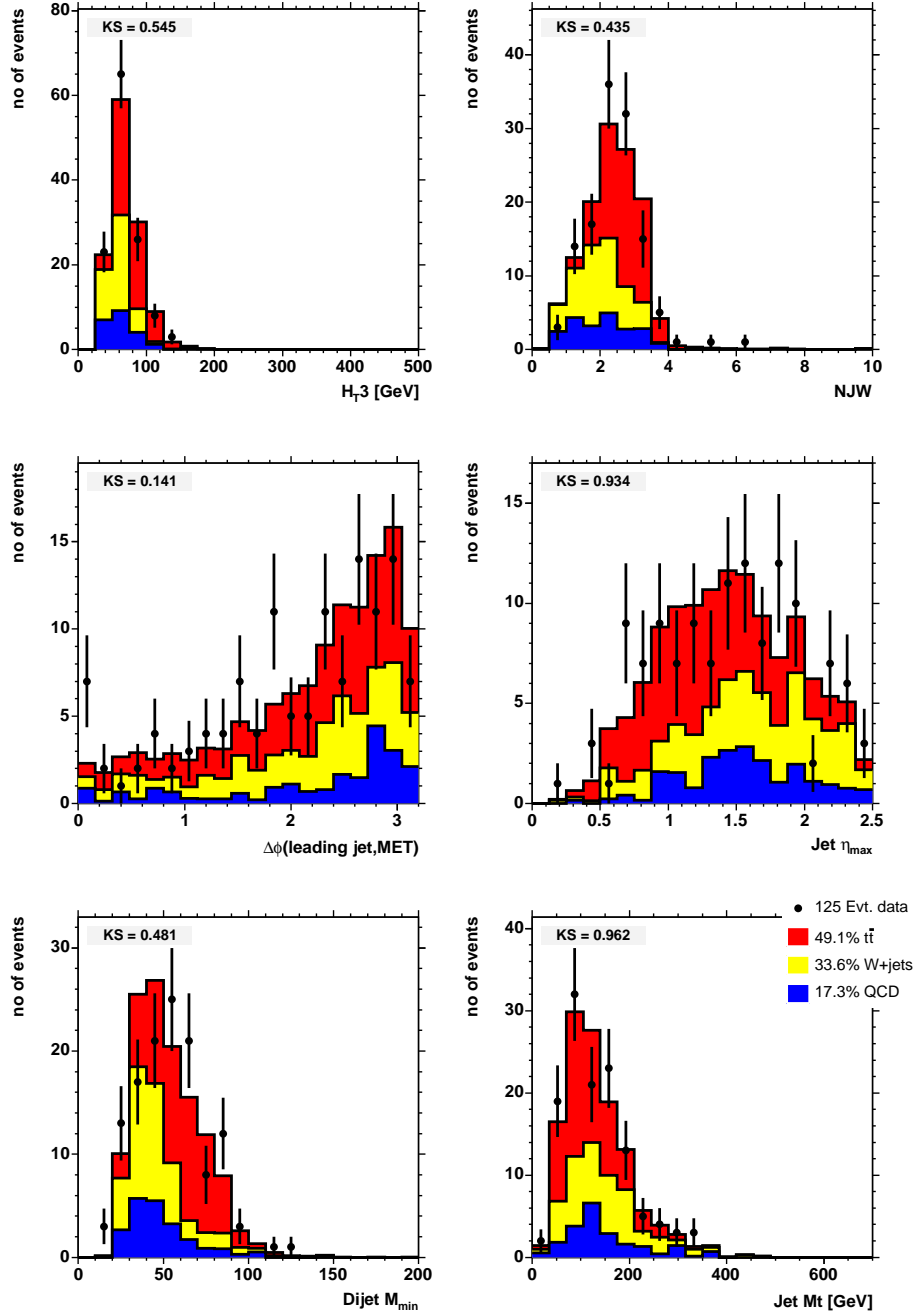 no of events
KS = 0.545
80
60
40
20
0
0 100 200 300 400 500
H_T3 [GeV]
no of events
KS = 0.435
40
30
20
10
0
0 2 4 6 8 10
NJW
no of events
KS = 0.141
15
10
5
0
0 1 2 3
Δϕ(leading jet,MET)
no of events
KS = 0.934
15
10
5
0
0 0.5 1 1.5 2 2.5
Jet η_max
no of events
KS = 0.481
30
20
10
0
0 50 100 150 200
Dijet M_min
no of events
KS = 0.962
40
30
20
10
0
0 200 400 600
Jet Mt [GeV]
125 Evt. data
49.1% tt̄
33.6% W+jets
17.3% QCD